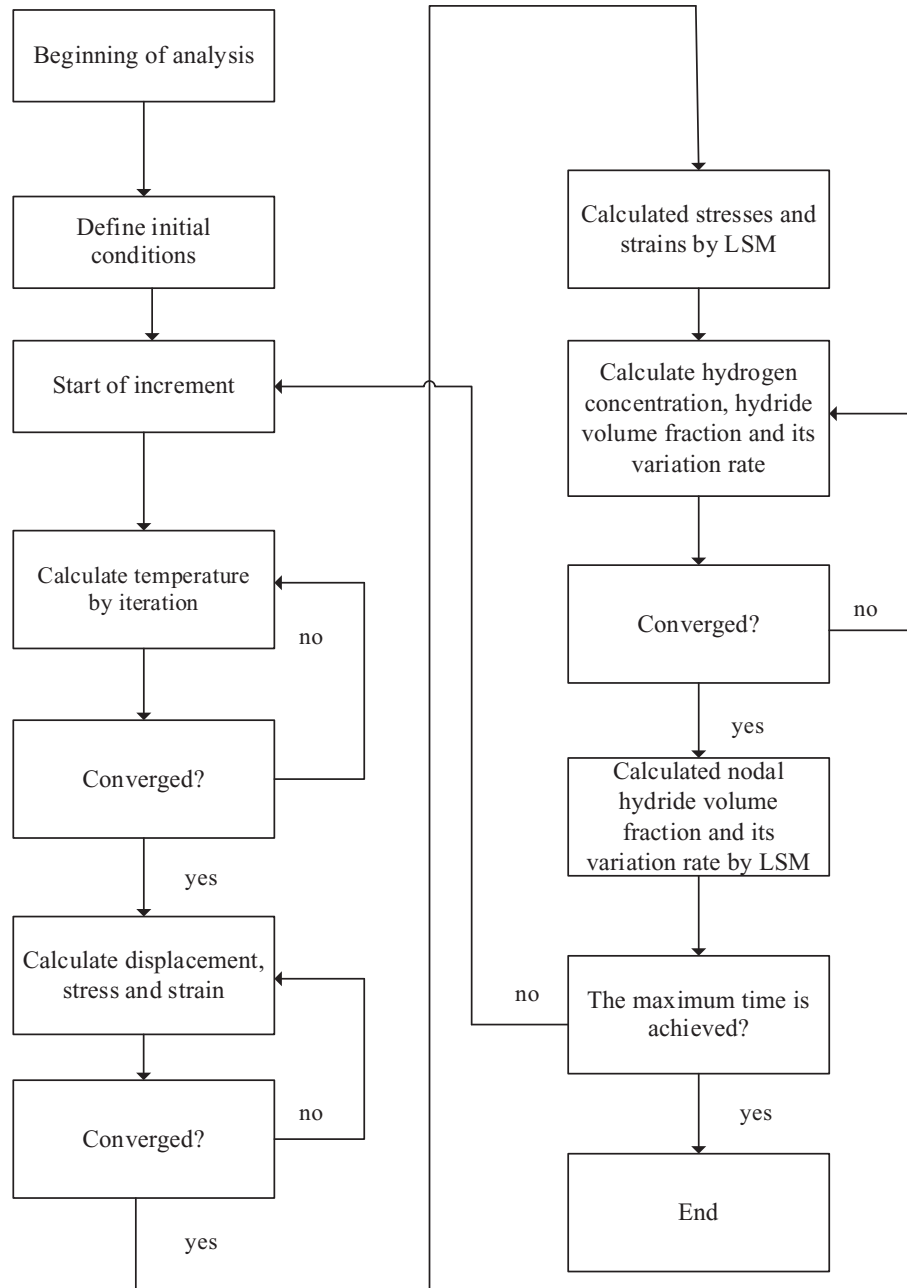 Beginning of analysis
Define initial
conditions
Start of increment
Calculate temperature
by iteration
no
Converged?
yes
Calculate displacement,
stress and strain
Converged?
no
yes
Calculated stresses and
strains by LSM
Calculate hydrogen
concentration, hydride
volume fraction and its
variation rate
Converged?
no
yes
Calculated nodal
hydride volume
fraction and its
variation rate by LSM
The maximum time is
achieved?
no
yes
End